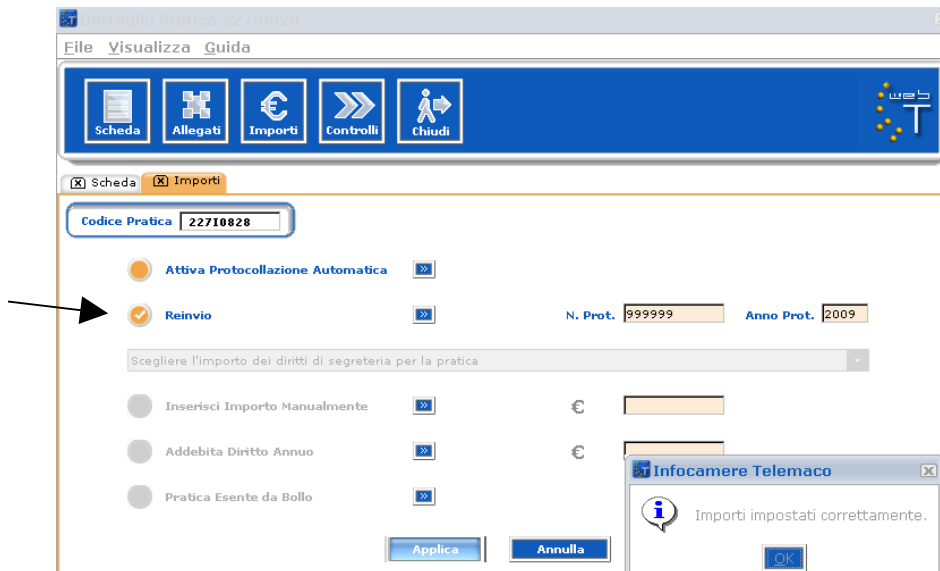 Dettaglio Pratica 227I0828
File Visualizza Guida
Scheda Allegati Importi Controlli Chiudi
web T
Scheda Importi
Codice Pratica 227I0828
Attiva Protocollazione Automatica
Reinvio N. Prot. 999999 Anno Prot. 2009
Scegliere l'importo dei diritti di segreteria per la pratica
Inserisci Importo Manualmente €
Addebita Diritto Annuo €
Infocamere Telemaco
Pratica Esente da Bollo
Importi impostati correttamente.
Applica Annulla
OK